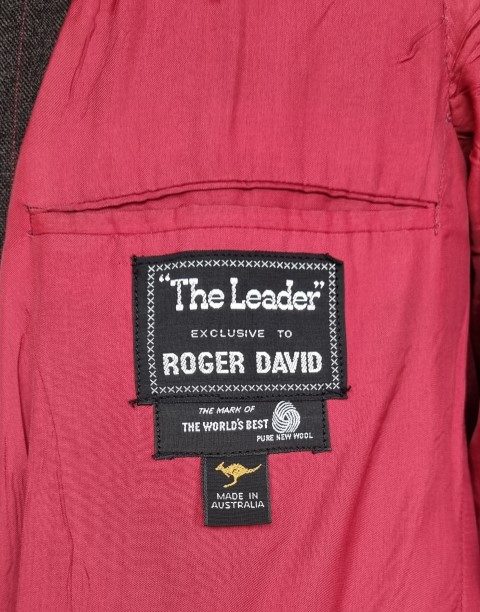 "The Leader"
EXCLUSIVE TO
ROGER DAVID
THE MARK OF
THE WORLD'S BEST
PURE NEW WOOL
MADE IN
AUSTRALIA